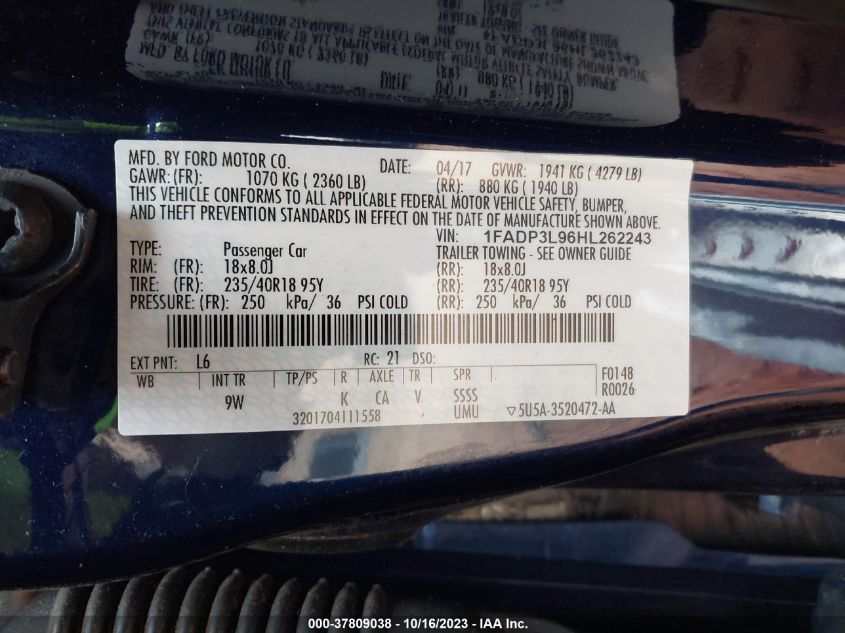 MFD. BY FORD MOTOR CO. DATE: 04/17 GVWR: 1941 KG ( 4279 LB)
GAWR: (FR): 1070 KG ( 2360 LB) (RR): 880 KG ( 1940 LB)
THIS VEHICLE CONFORMS TO ALL APPLICABLE FEDERAL MOTOR VEHICLE SAFETY, BUMPER,
AND THEFT PREVENTION STANDARDS IN EFFECT ON THE DATE OF MANUFACTURE SHOWN ABOVE.
VIN: 1FADP3L96HL262243
TYPE: Passenger Car TRAILER TOWING - SEE OWNER GUIDE
RIM: (FR): 18x8.0J (RR): 18x8.0J
TIRE: (FR): 235/40R18 95Y (RR): 235/40R18 95Y
PRESSURE: (FR): 250 kPa/ 36 PSI COLD (RR): 250 kPa/ 36 PSI COLD
EXT PNT: L6 RC: 21 DSO:
WB INT TR TP/PS R AXLE TR SPR F0148
9W K CA V SSSS R0026
3201704111558 UMU ▽5U5A-3520472-AA
320-37809038 - 10/16/2023 - IAA Inc.